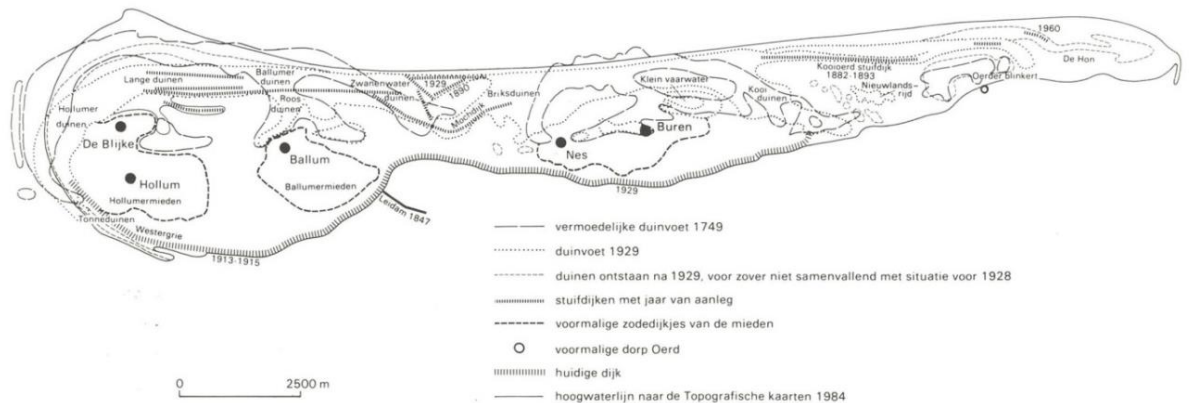 1960
De Hon
Kooioerd stuifdijk
1882-1893
Oerder blinkert
Nieuwlands-
rijd
Lange duinen
Ballumer
duinen
Zwanenwater
duinen
1929
1890
Briksduinen
Klein vaarwater
Kooi
duinen
Hollumer
duinen
Roos
duinen
Môchdijk
De Blijke
Buren
Nes
Ballum
Hollum
Hollumermieden
Ballumermieden
1929
Leidam 1847
Tonneduinen
Westergrie
1913-1915
vermoedelijke duinvoet 1749
duinvoet 1929
duinen ontstaan na 1929, voor zover niet samenvallend met situatie voor 1928
stuifdijken met jaar van aanleg
voormalige zodedijkjes van de mieden
voormalige dorp Oerd
huidige dijk
hoogwaterlijn naar de Topografische kaarten 1984
0 2500 m